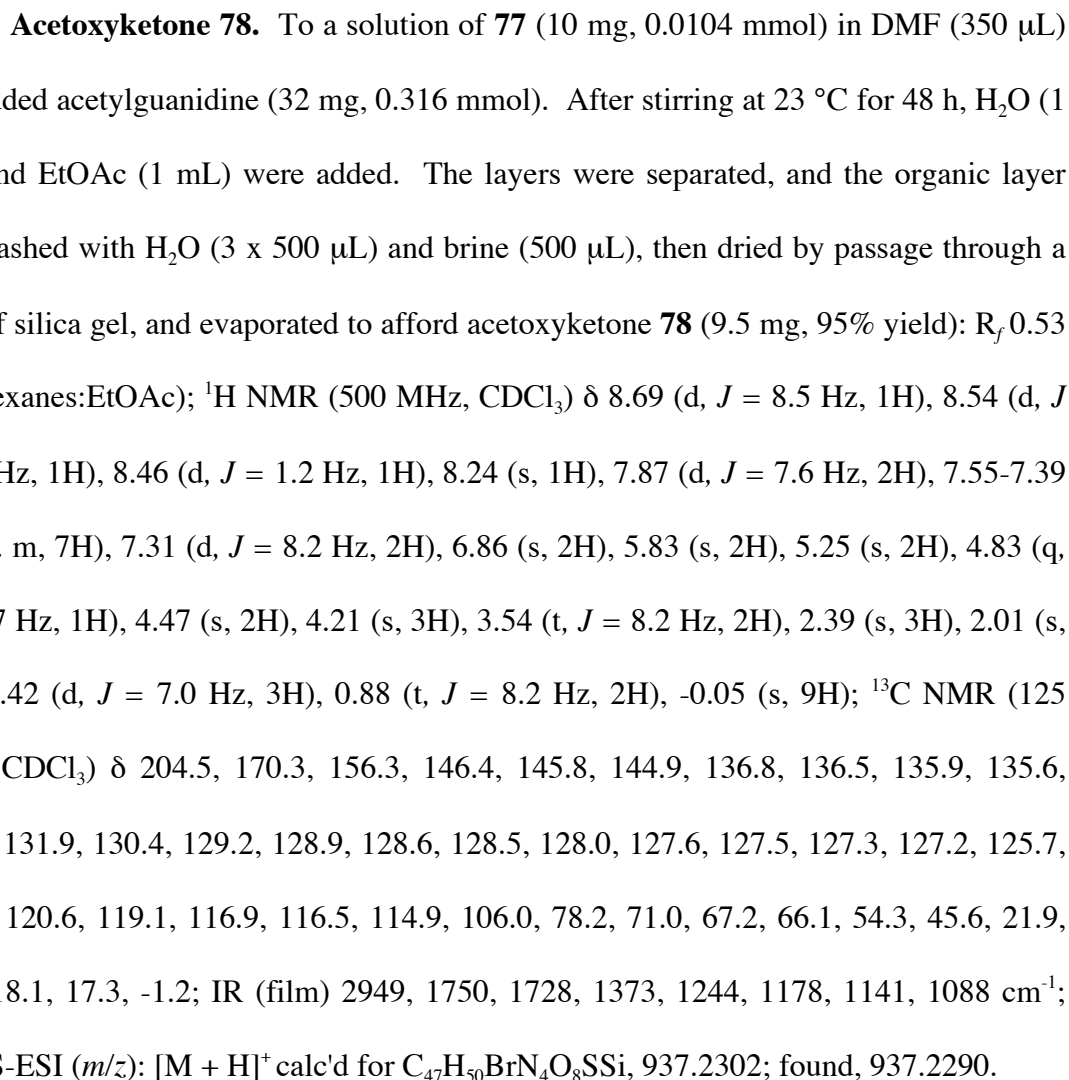 Acetoxyketone 78. To a solution of 77 (10 mg, 0.0104 mmol) in DMF (350 μL)
acetylguanidine (32 mg, 0.316 mmol). After stirring at 23 °C for 48 h, H₂O (1
EtOAc (1 mL) were added. The layers were separated, and the organic layer
with H₂O (3 x 500 μL) and brine (500 μL), then dried by passage through a
silica gel, and evaporated to afford acetoxyketone 78 (9.5 mg, 95% yield): R_f 0.53
exanes:EtOAc); ¹H NMR (500 MHz, CDCl₃) δ 8.69 (d, J = 8.5 Hz, 1H), 8.54 (d, J
Hz, 1H), 8.46 (d, J = 1.2 Hz, 1H), 8.24 (s, 1H), 7.87 (d, J = 7.6 Hz, 2H), 7.55-7.39
m, 7H), 7.31 (d, J = 8.2 Hz, 2H), 6.86 (s, 2H), 5.83 (s, 2H), 5.25 (s, 2H), 4.83 (q,
7 Hz, 1H), 4.47 (s, 2H), 4.21 (s, 3H), 3.54 (t, J = 8.2 Hz, 2H), 2.39 (s, 3H), 2.01 (s,
.42 (d, J = 7.0 Hz, 3H), 0.88 (t, J = 8.2 Hz, 2H), -0.05 (s, 9H); ¹³C NMR (125
CDCl₃) δ 204.5, 170.3, 156.3, 146.4, 145.8, 144.9, 136.8, 136.5, 135.9, 135.6,
131.9, 130.4, 129.2, 128.9, 128.6, 128.5, 128.0, 127.6, 127.5, 127.3, 127.2, 125.7,
120.6, 119.1, 116.9, 116.5, 114.9, 106.0, 78.2, 71.0, 67.2, 66.1, 54.3, 45.6, 21.9,
8.1, 17.3, -1.2; IR (film) 2949, 1750, 1728, 1373, 1244, 1178, 1141, 1088 cm⁻¹;
-ESI (m/z): [M + H]⁺ calc'd for C₄₇H₅₀BrN₄O₈SSi, 937.2302; found, 937.2290.